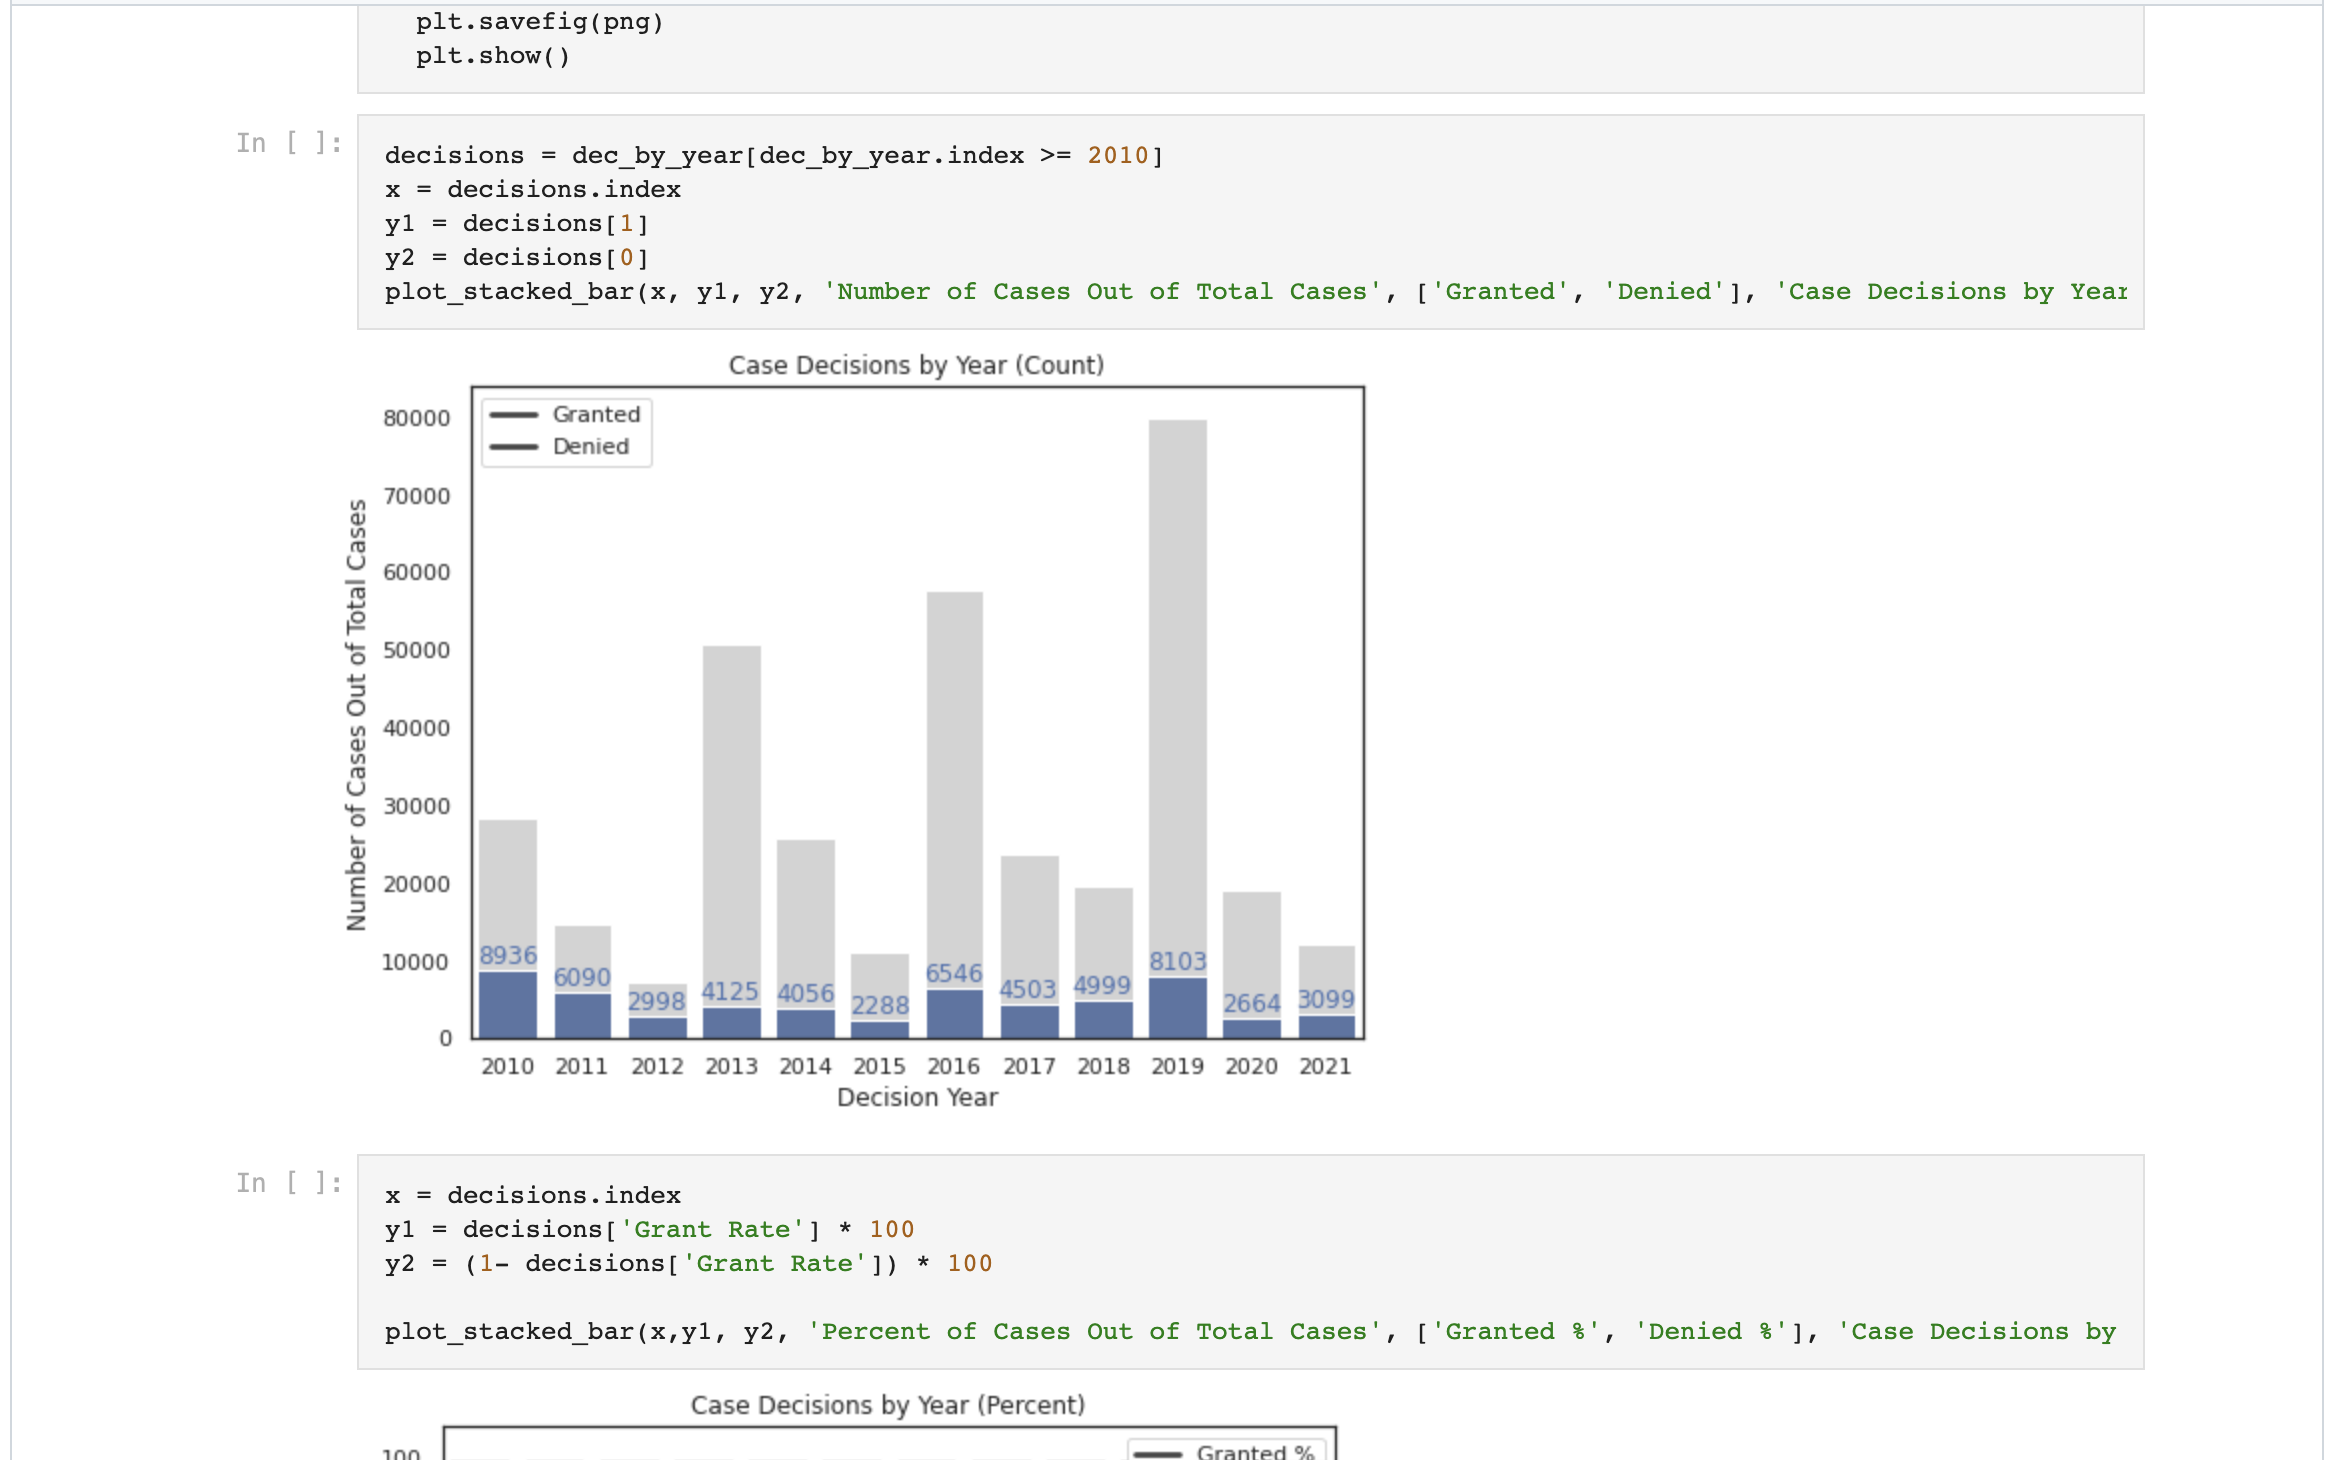 plt.savefig(png)
plt.show()
In [ ]:
decisions = dec_by_year[dec_by_year.index >= 2010]
x = decisions.index
y1 = decisions[1]
y2 = decisions[0]
plot_stacked_bar(x, y1, y2, 'Number of Cases Out of Total Cases', ['Granted', 'Denied'], 'Case Decisions by Year
Case Decisions by Year (Count)
Granted
Denied
Number of Cases Out of Total Cases
80000
70000
60000
50000
40000
30000
20000
10000
0
8936 6090 2998 4125 4056 2288 6546 4503 4999 8103 2664 3099
2010 2011 2012 2013 2014 2015 2016 2017 2018 2019 2020 2021
Decision Year
In [ ]:
x = decisions.index
y1 = decisions['Grant Rate'] * 100
y2 = (1- decisions['Grant Rate']) * 100
plot_stacked_bar(x,y1, y2, 'Percent of Cases Out of Total Cases', ['Granted %', 'Denied %'], 'Case Decisions by
Case Decisions by Year (Percent)
100
Granted %